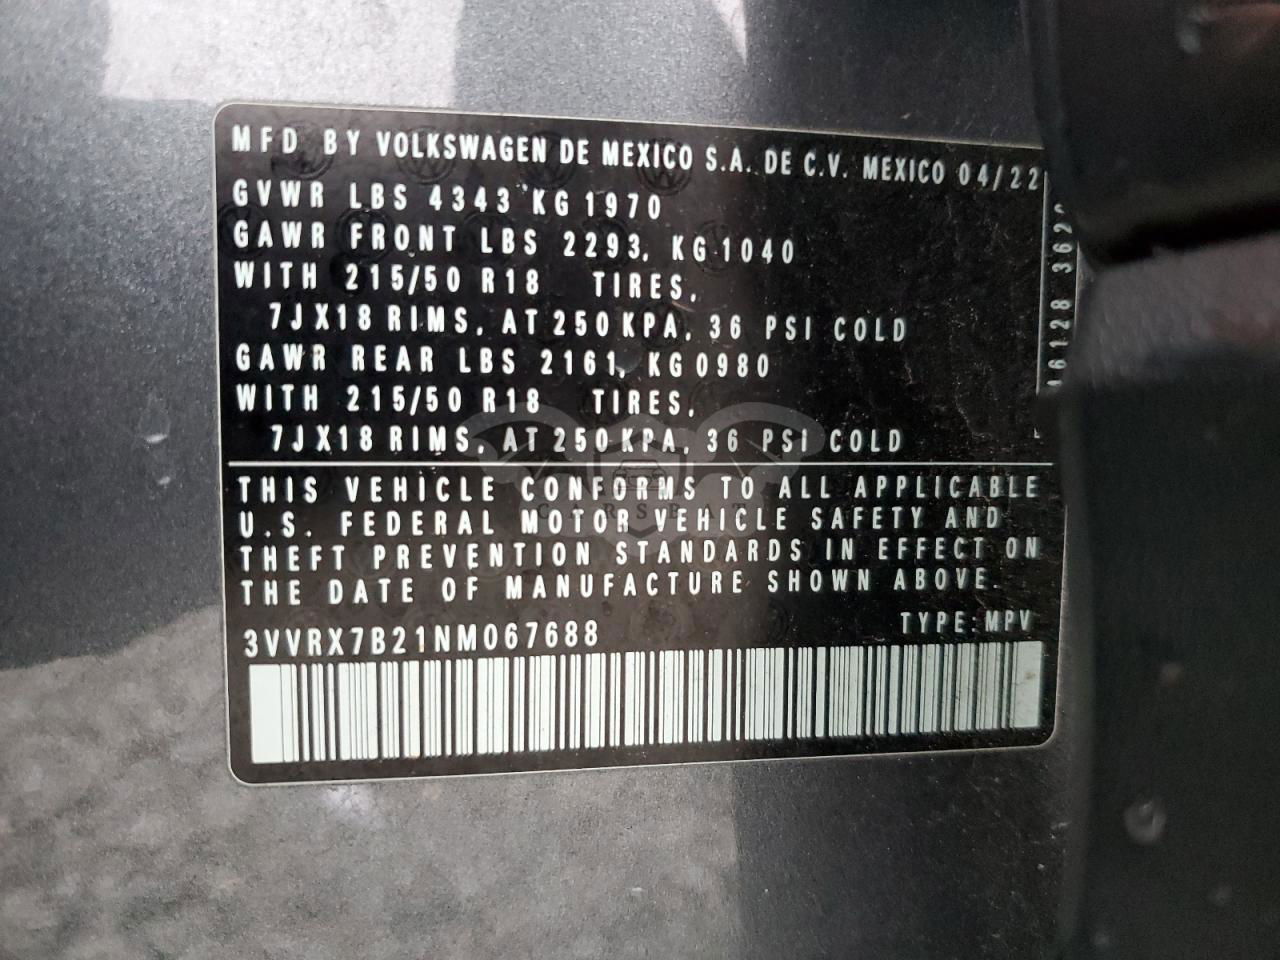 MFD BY VOLKSWAGEN DE MEXICO S.A. DE C.V. MEXICO 04/22
GVWR LBS 4343 KG 1970
GAWR FRONT LBS 2293, KG 1040
WITH 215/50 R18 TIRES,
7JX18 RIMS, AT 250 KPA, 36 PSI COLD
GAWR REAR LBS 2161, KG 0980
WITH 215/50 R18 TIRES,
7JX18 RIMS, AT 250 KPA, 36 PSI COLD
THIS VEHICLE CONFORMS TO ALL APPLICABLE
U.S. FEDERAL MOTOR VEHICLE SAFETY AND
THEFT PREVENTION STANDARDS IN EFFECT ON
THE DATE OF MANUFACTURE SHOWN ABOVE.
3VVRX7B21NM067688 TYPE:MPV
16128
CARSBAT